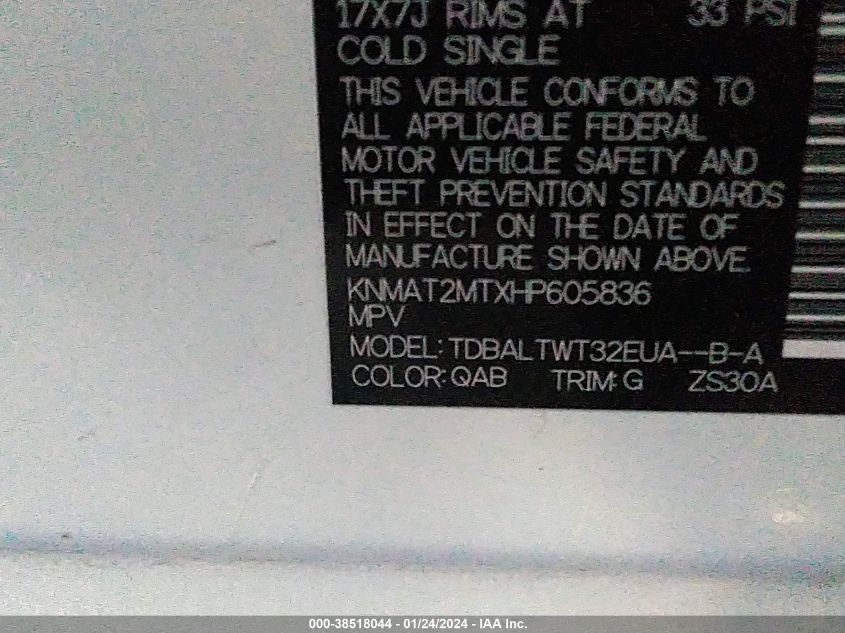 17X7J RIMS AT 33 PSI
COLD SINGLE
THIS VEHICLE CONFORMS TO
ALL APPLICABLE FEDERAL
MOTOR VEHICLE SAFETY AND
THEFT PREVENTION STANDARDS
IN EFFECT ON THE DATE OF
MANUFACTURE SHOWN ABOVE.
KNMAT2MTXHP605836
MPV
MODEL: TDBALTWT32EUA--B-A
COLOR: QAB TRIM: G ZS30A
000-38518044 - 01/24/2024 - IAA Inc.